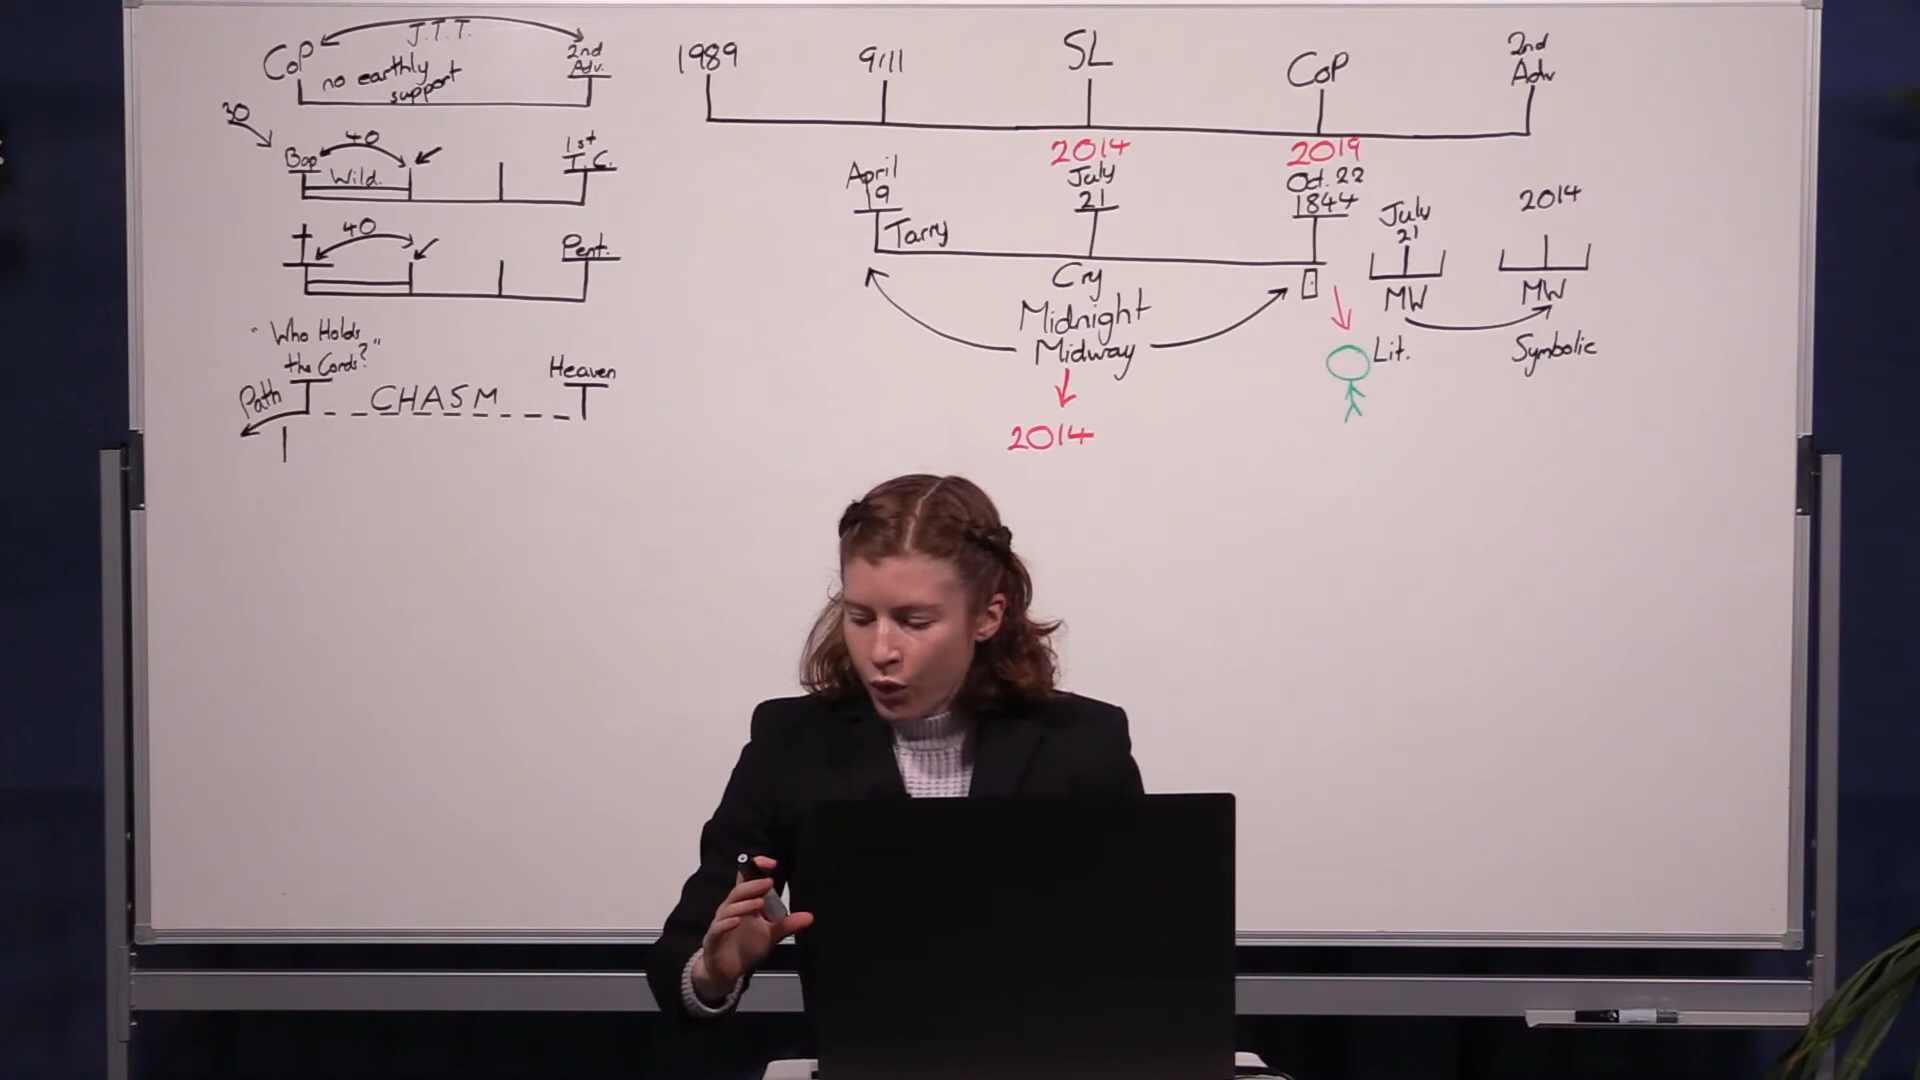 J.T.T.
CoP
2nd
Adv.
no earthly
support
30
40
Bap
Wild.
1st
T.C.
40
Pent.
"Who Holds
the Cords?"
Path
CHASM
Heaven
1989
9/11
SL
CoP
2nd
Adv
2014
2019
April
9
July
21
Oct. 22
1844
Tarry
Cry
Midnight
Midway
2014
July
21
MW
Lit.
2014
MW
Symbolic